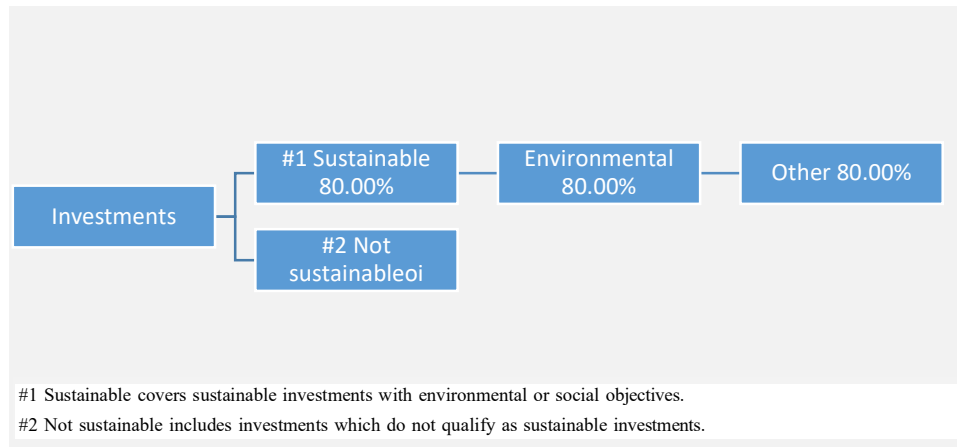 #1 Sustainable
80.00%
Environmental
80.00%
Other 80.00%
Investments
#2 Not
sustainableoi
#1 Sustainable covers sustainable investments with environmental or social objectives.
#2 Not sustainable includes investments which do not qualify as sustainable investments.